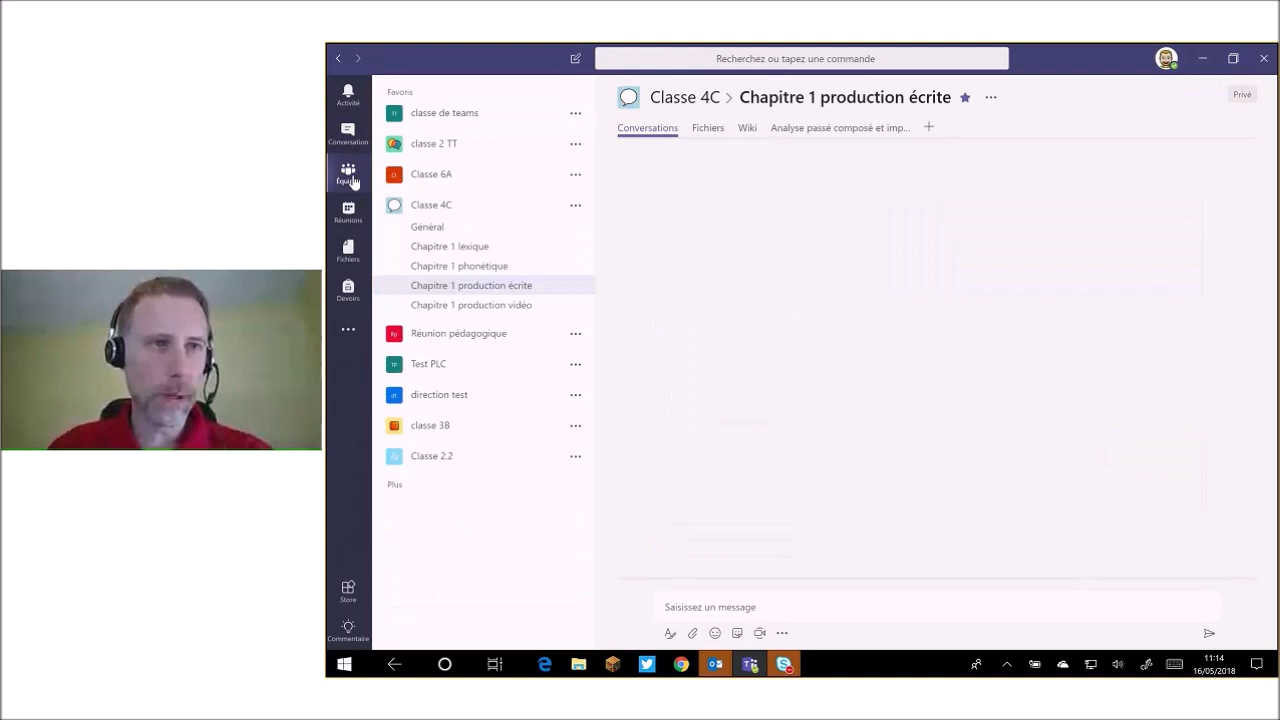 Recherchez ou tapez une commande
Activité
Conversation
Réunions
Fichiers
Devoirs
Store
Commentaire
Favoris
TT classe de teams
classe 2 TT
Classe 6A
Classe 4C
Général
Chapitre 1 lexique
Chapitre 1 phonétique
Chapitre 1 production écrite
Chapitre 1 production vidéo
Rp Réunion pédagogique
TP Test PLC
direction test
classe 3B
Classe 2.2
Plus
Classe 4C > Chapitre 1 production écrite
Privé
Conversations Fichiers Wiki Analyse passé composé et imp...
Saisissez un message
11:14
16/05/2018